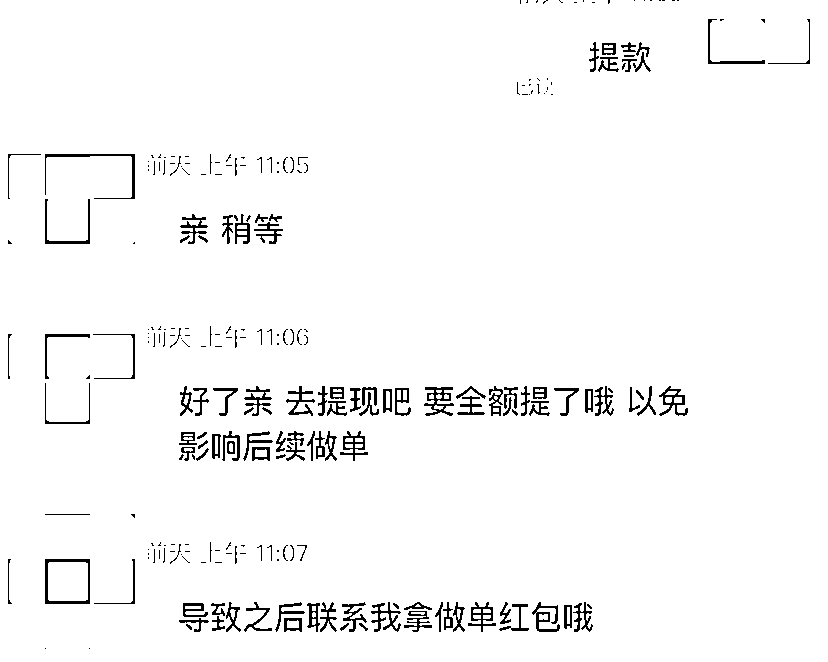 提款
已读
前天 上午 11:05
亲 稍等
前天 上午 11:06
好了亲 去提现吧 要全额提了哦 以免
影响后续做单
前天 上午 11:07
导致之后联系我拿做单红包哦